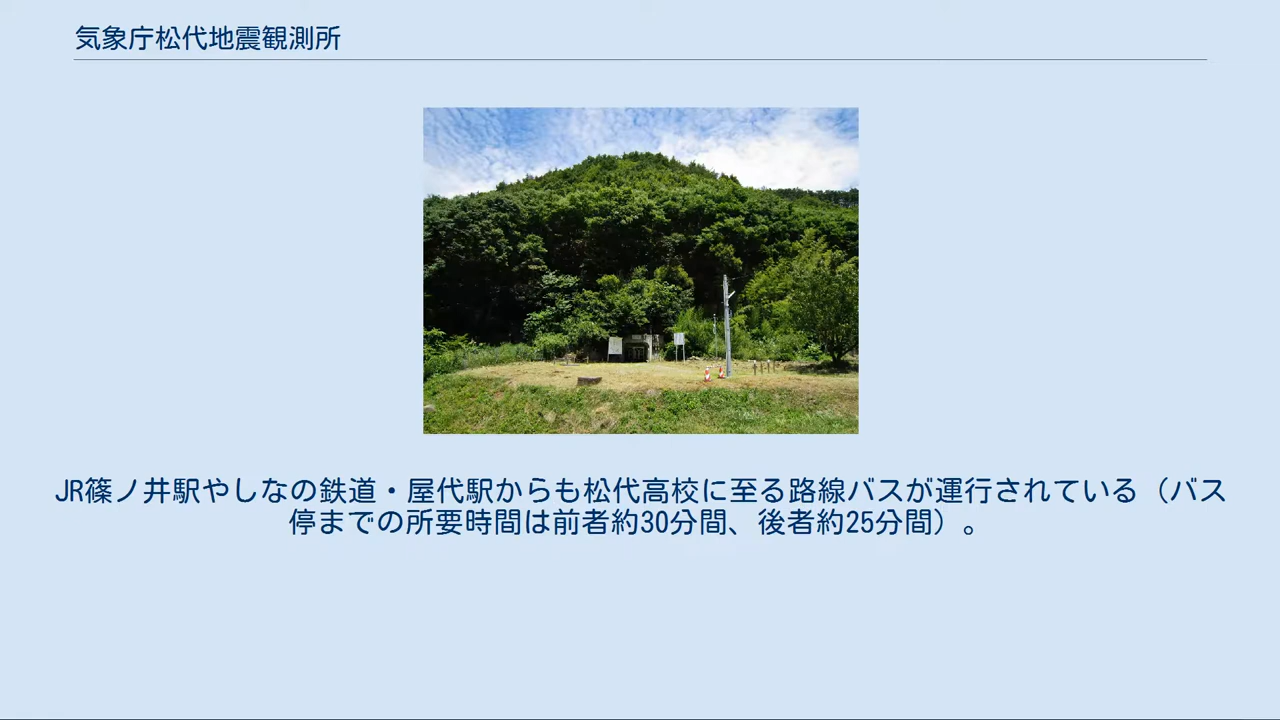 気象庁松代地震観測所
JR篠ノ井駅やしなの鉄道・屋代駅からも松代高校に至る路線バスが運行されている（バス
停までの所要時間は前者約30分間、後者約25分間）。